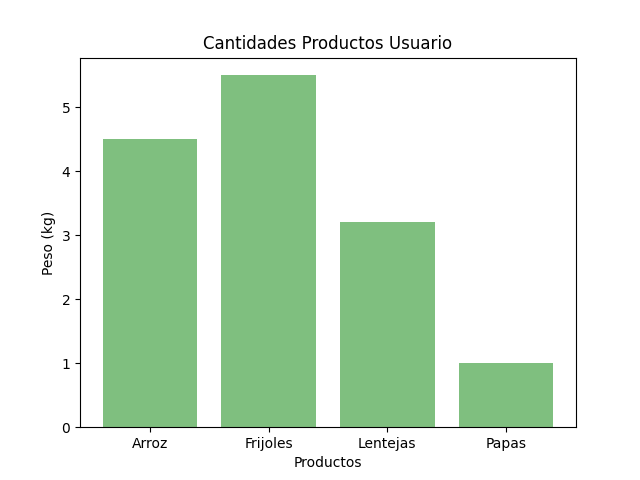 Cantidades Productos Usuario
5
4
3
2
1
0
Peso (kg)
Arroz
Frijoles
Lentejas
Papas
Productos